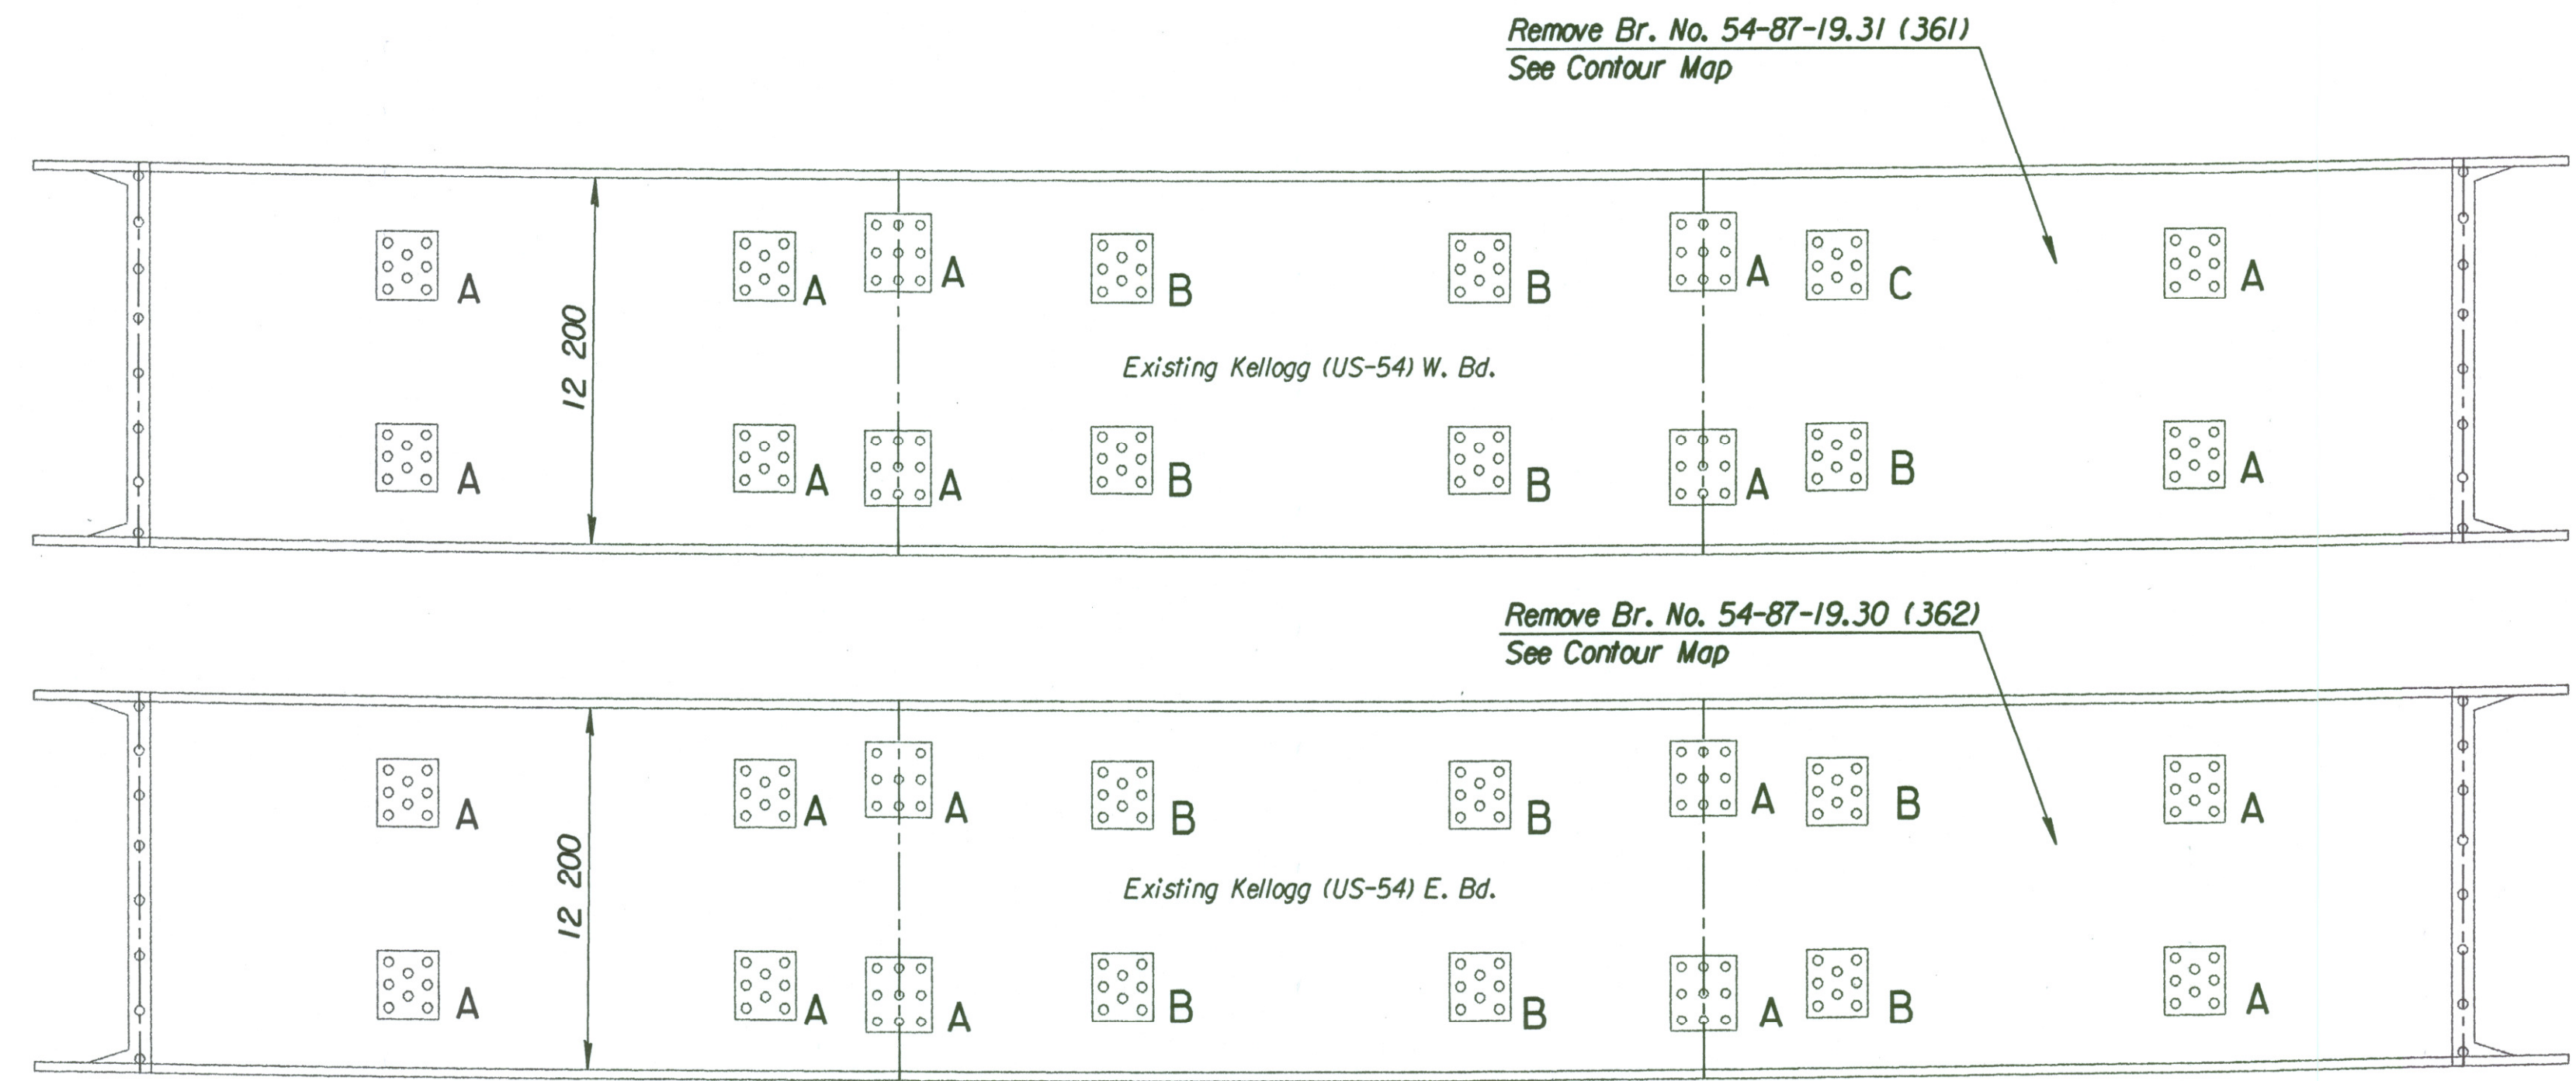 Remove Br. No. 54-87-19.31 (361)
See Contour Map
A A A B B A C A
12 200
Existing Kellogg (US-54) W. Bd.
A A A B B A B A
Remove Br. No. 54-87-19.30 (362)
See Contour Map
A A A B B A B A
12 200
Existing Kellogg (US-54) E. Bd.
A A A B B A B A